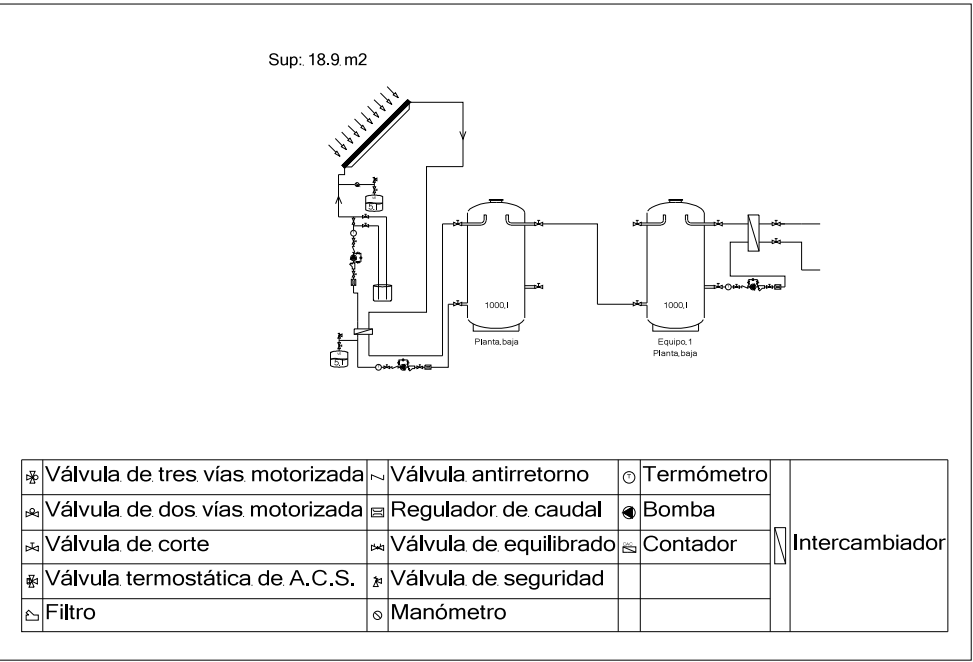 Sup: 18.9 m2
5 l
1000 l
1000 l
5 l
Planta baja
Equipo 1
Planta baja
Válvula de tres vías motorizada
Válvula antirretorno
T
Termómetro
Válvula de dos vías motorizada
Regulador de caudal
Bomba
Válvula de corte
Válvula de equilibrado
Contador
Intercambiador
Válvula termostática de A.C.S.
Válvula de seguridad
Filtro
Manómetro